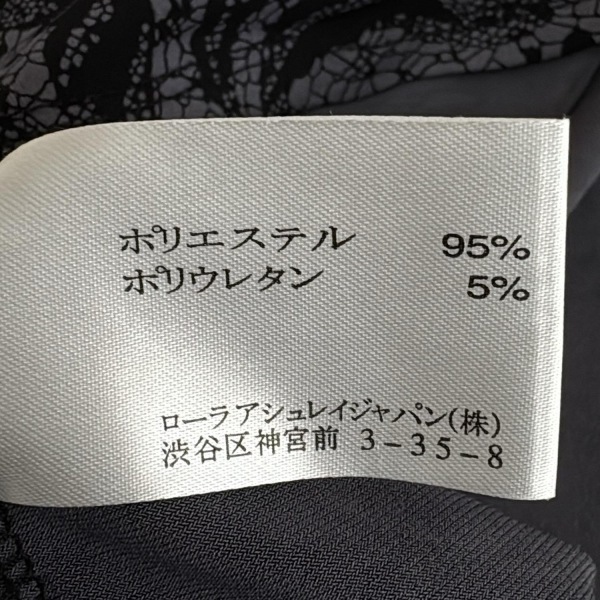 ポリエステル 95%
ポリウレタン 5%
ローラアシュレイジャパン(株)
渋谷区神宮前 3-35-8